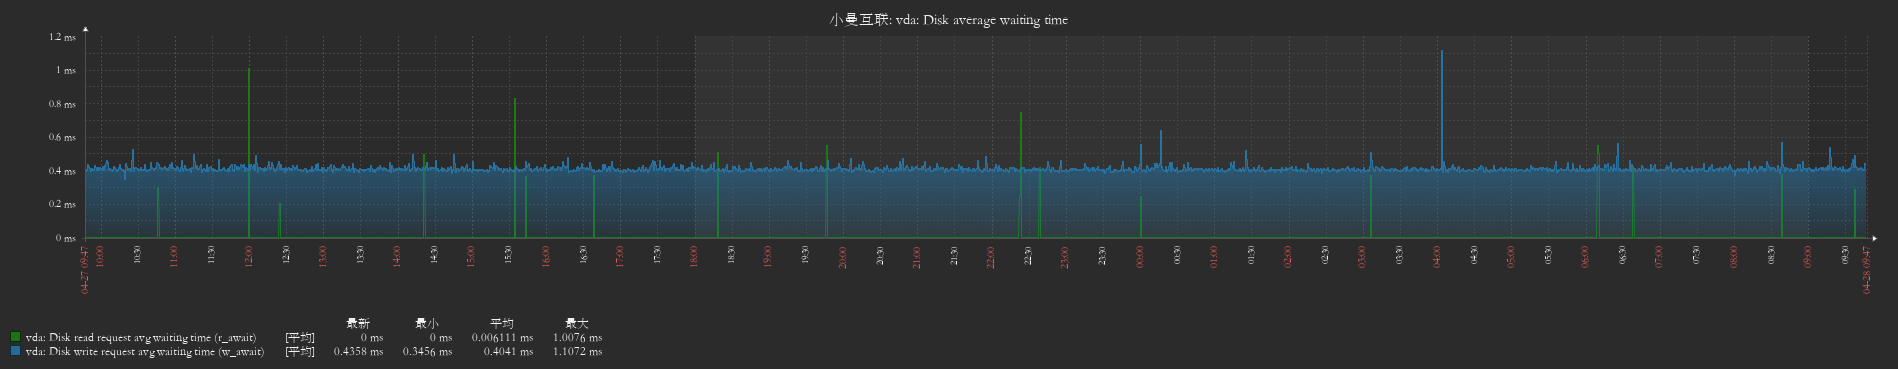 小曼互联: vda: Disk average waiting time
1.2 ms
1 ms
0.8 ms
0.6 ms
0.4 ms
0.2 ms
0 ms
04-27 09:47 10:00 10:30 11:00 11:30 12:00 12:30 13:00 13:30 14:00 14:30 15:00 15:30 16:00 16:30 17:00 17:30 18:00 18:30 19:00 19:30 20:00 20:30 21:00 21:30 22:00 22:30 23:00 23:30 00:00 00:30 01:00 01:30 02:00 02:30 03:00 03:30 04:00 04:30 05:00 05:30 06:00 06:30 07:00 07:30 08:00 08:30 09:00 09:30 04-28 09:47
最新 最小 平均 最大
vda: Disk read request avg waiting time (r_await) [平均] 0 ms 0 ms 0.006111 ms 1.0076 ms
vda: Disk write request avg waiting time (w_await) [平均] 0.4358 ms 0.3456 ms 0.4041 ms 1.1072 ms